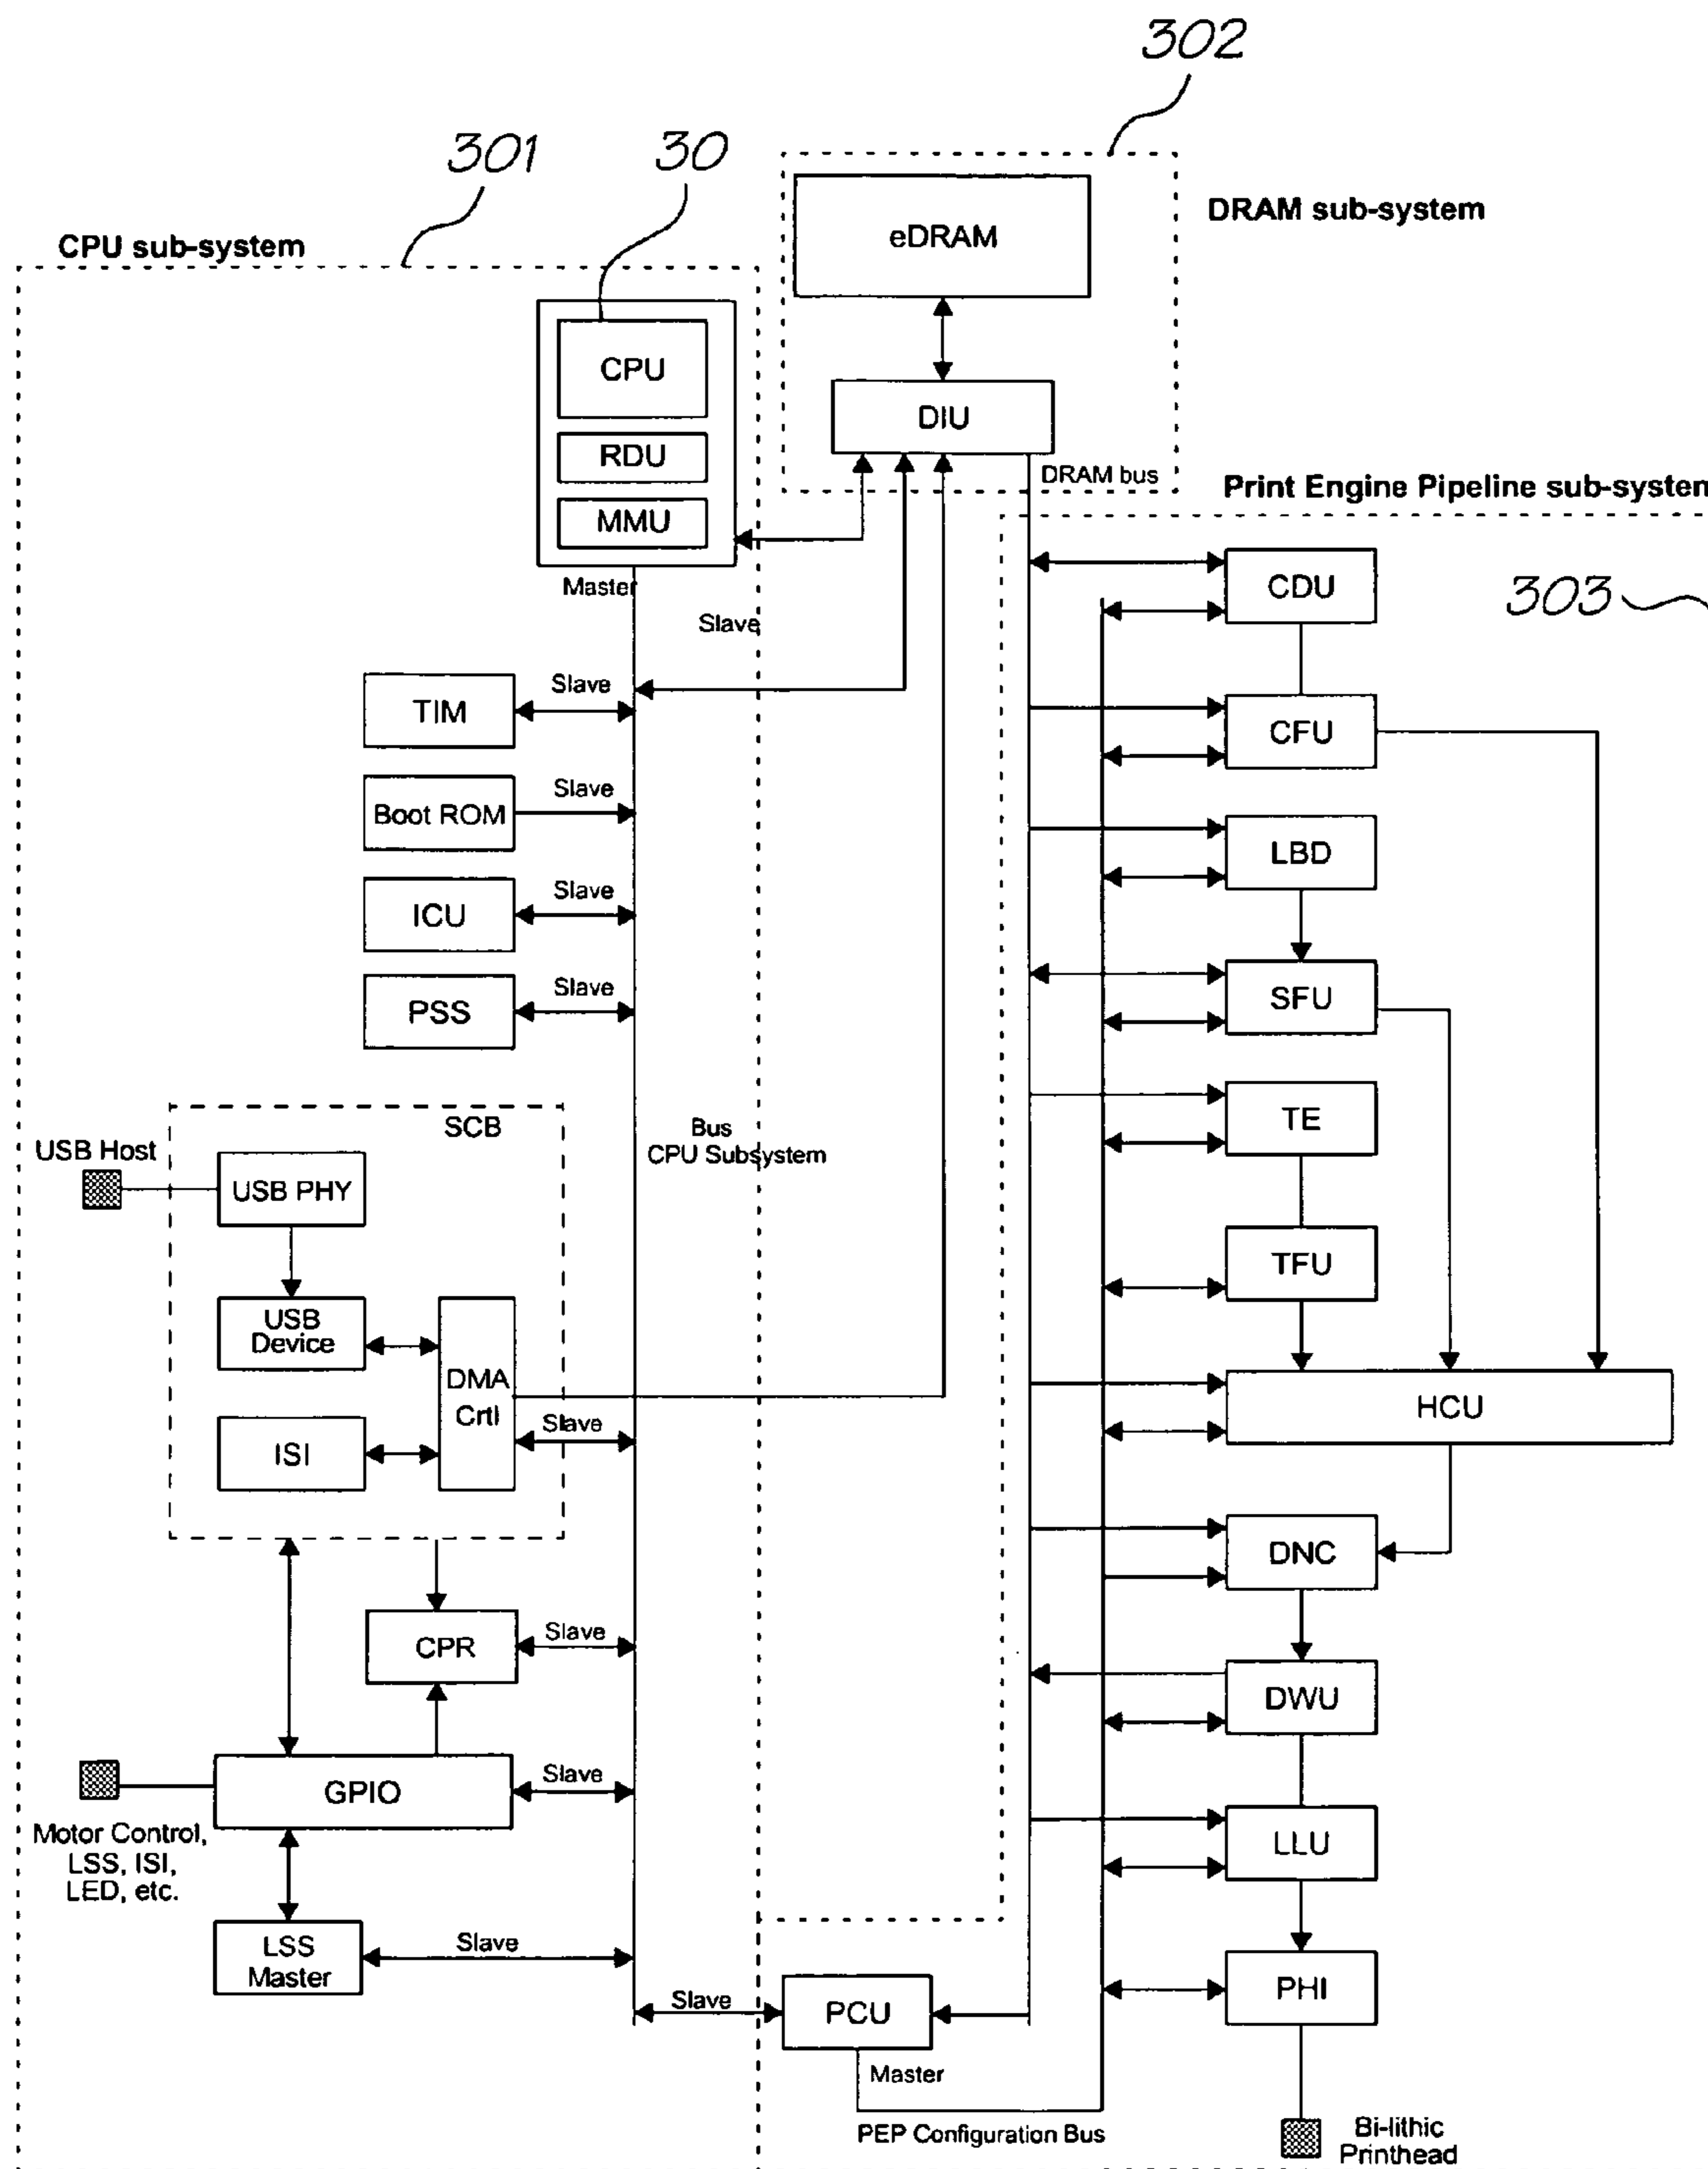 302
301
30
DRAM sub-system
CPU sub-system
eDRAM
CPU
DIU
RDU
DRAM bus
Print Engine Pipeline sub-system
MMU
Master
Slave
CDU
303
TIM
Slave
CFU
Boot ROM
Slave
LBD
ICU
Slave
PSS
Slave
SFU
SCB
USB Host
USB PHY
Bus
CPU Subsystem
TE
TFU
USB
Device
DMA
Crtl
Slave
ISI
HCU
DNC
CPR
Slave
DWU
GPIO
Slave
Motor Control,
LSS, ISI,
LED, etc.
LLU
LSS
Master
Slave
Slave
PCU
PHI
Master
PEP Configuration Bus
Bi-lithic
Printhead